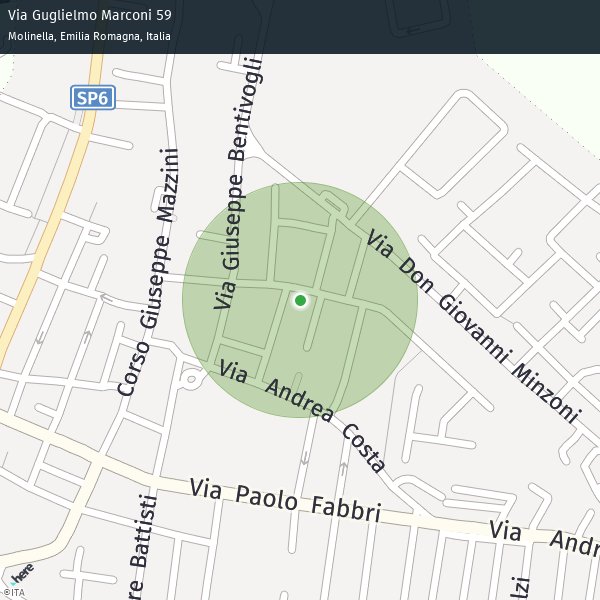 Via Guglielmo Marconi 59
Molinella, Emilia Romagna, Italia
SP6
Via Giuseppe Bentivogli
Corso Giuseppe Mazzini
Via Don Giovanni Minzoni
Via Andrea Costa
Via Paolo Fabbri
Via Andr
re Battisti
lzi
here
©ITA